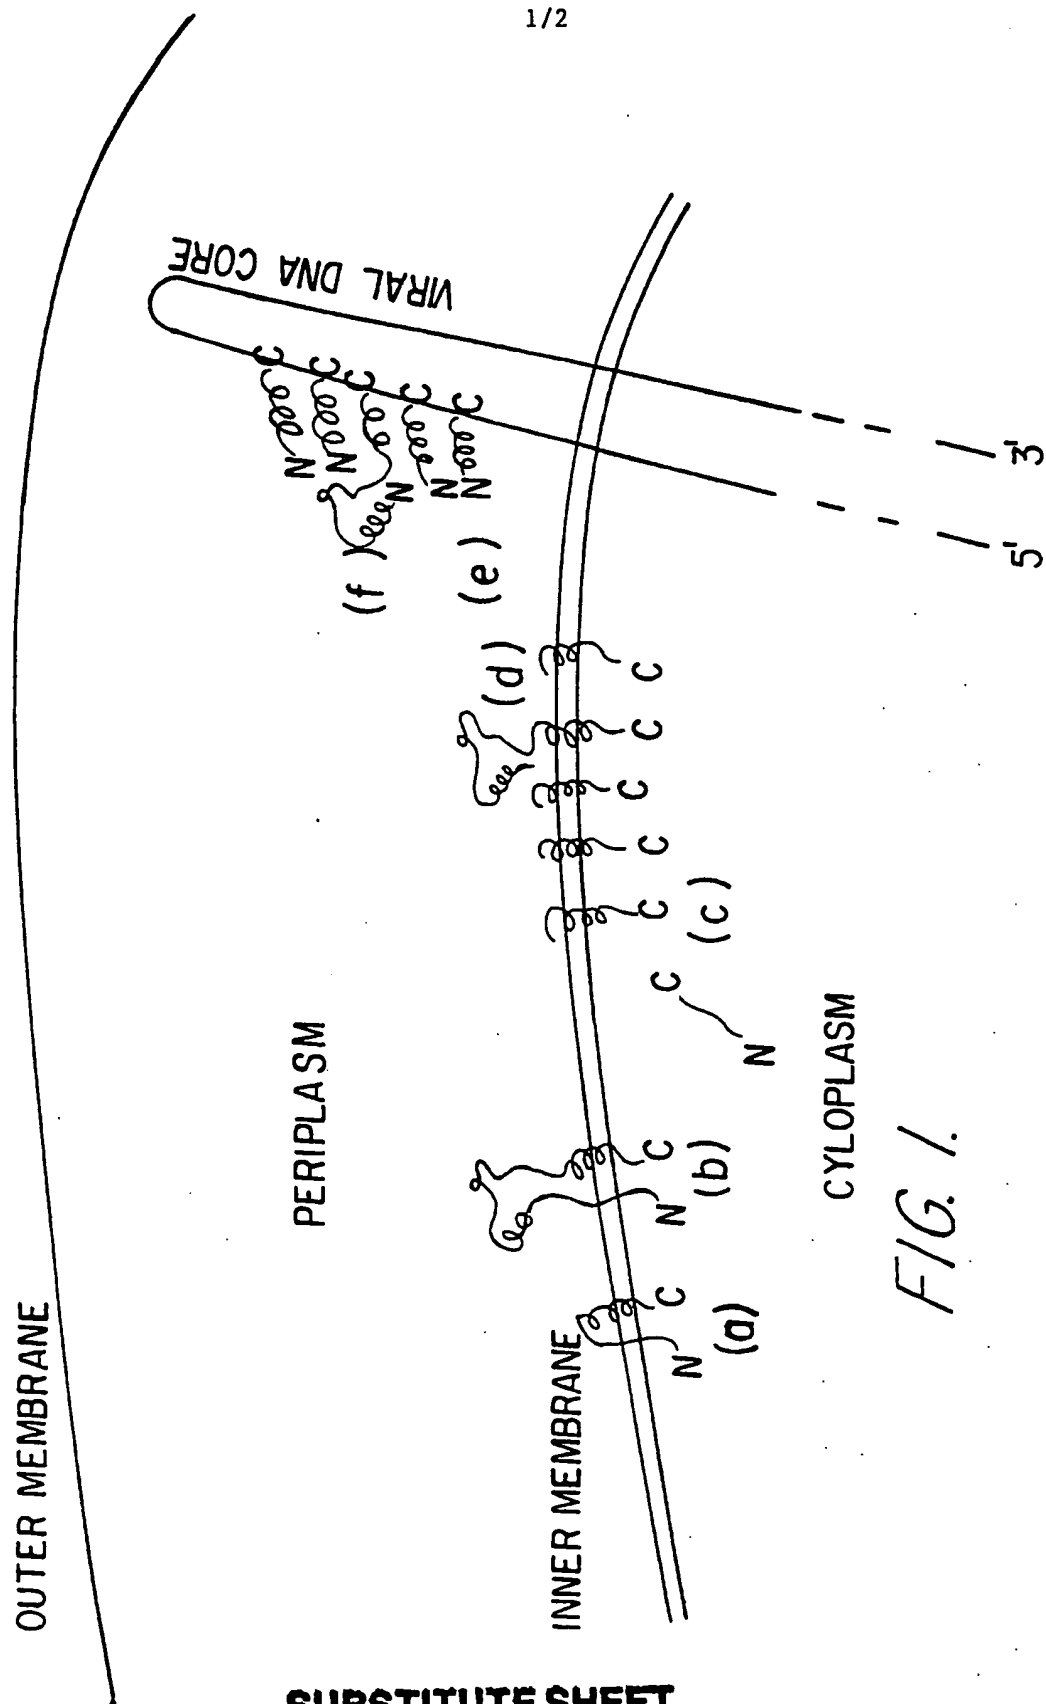 1/2
OUTER MEMBRANE
PERIPLASM
INNER MEMBRANE
VIRAL DNA CORE
C
C
C
C
C
N
N
N
N
N
(f)
(e)
(d)
C
C
C
C
C
(c)
C
N
C
N
(b)
C
N
(a)
CYLOPLASM
3'
5'
FIG. 1.
SUBSTITUTE SHEET